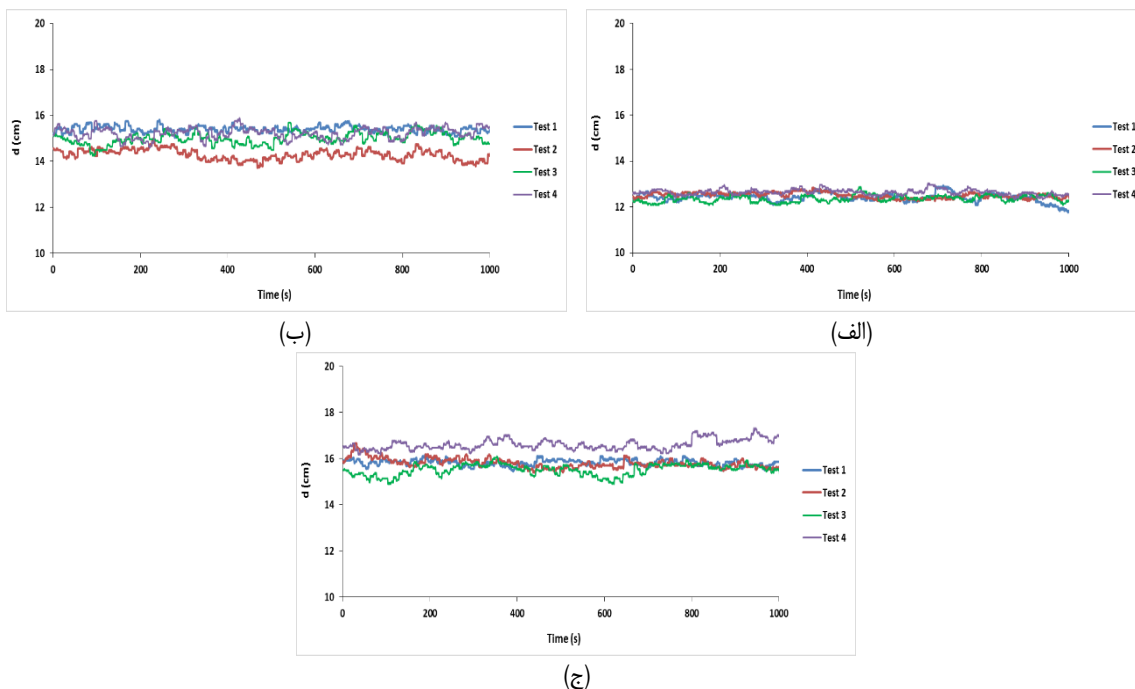 20
18
16
14
12
10
d (cm)
0 200 400 600 800 1000
Time (s)
Test 1
Test 2
Test 3
Test 4
(ب)
20
18
16
14
12
10
d (cm)
0 200 400 600 800 1000
Time (s)
Test 1
Test 2
Test 3
Test 4
(الف)
20
18
16
14
12
10
d (cm)
0 200 400 600 800 1000
Time (s)
Test 1
Test 2
Test 3
Test 4
(ج)